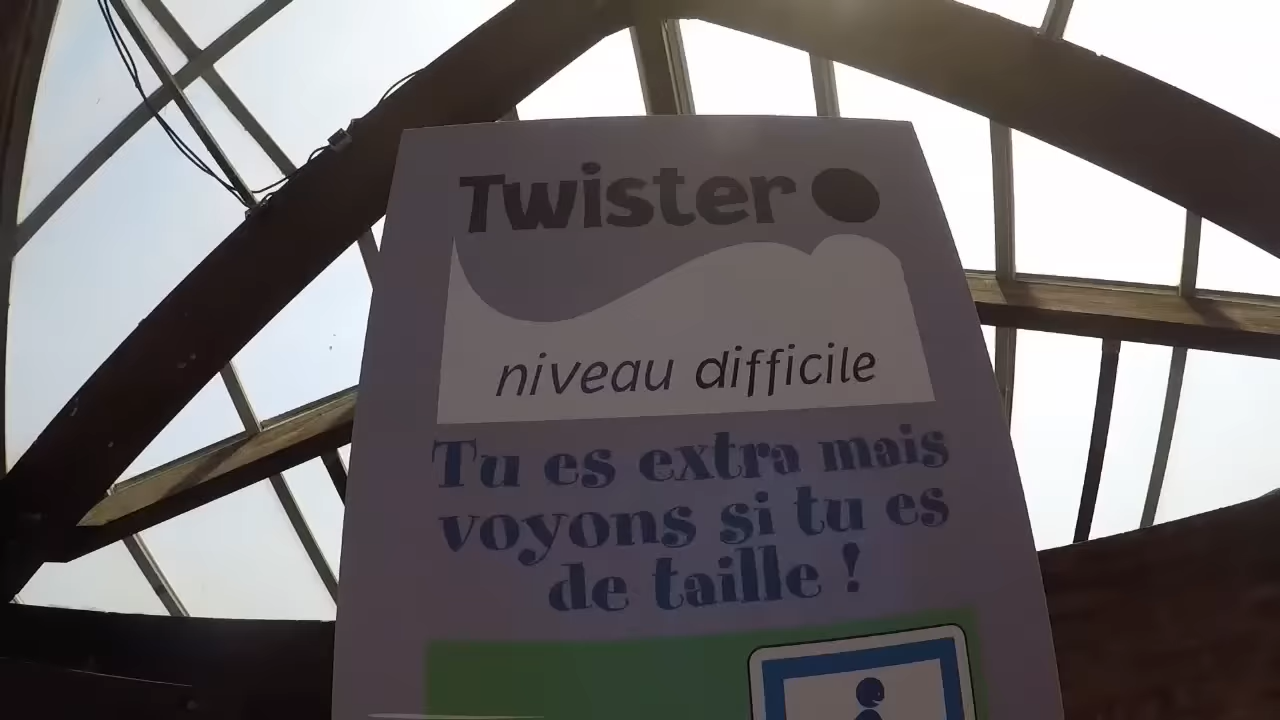 Twister
niveau difficile
Tu es extra mais
voyons si tu es
de taille !